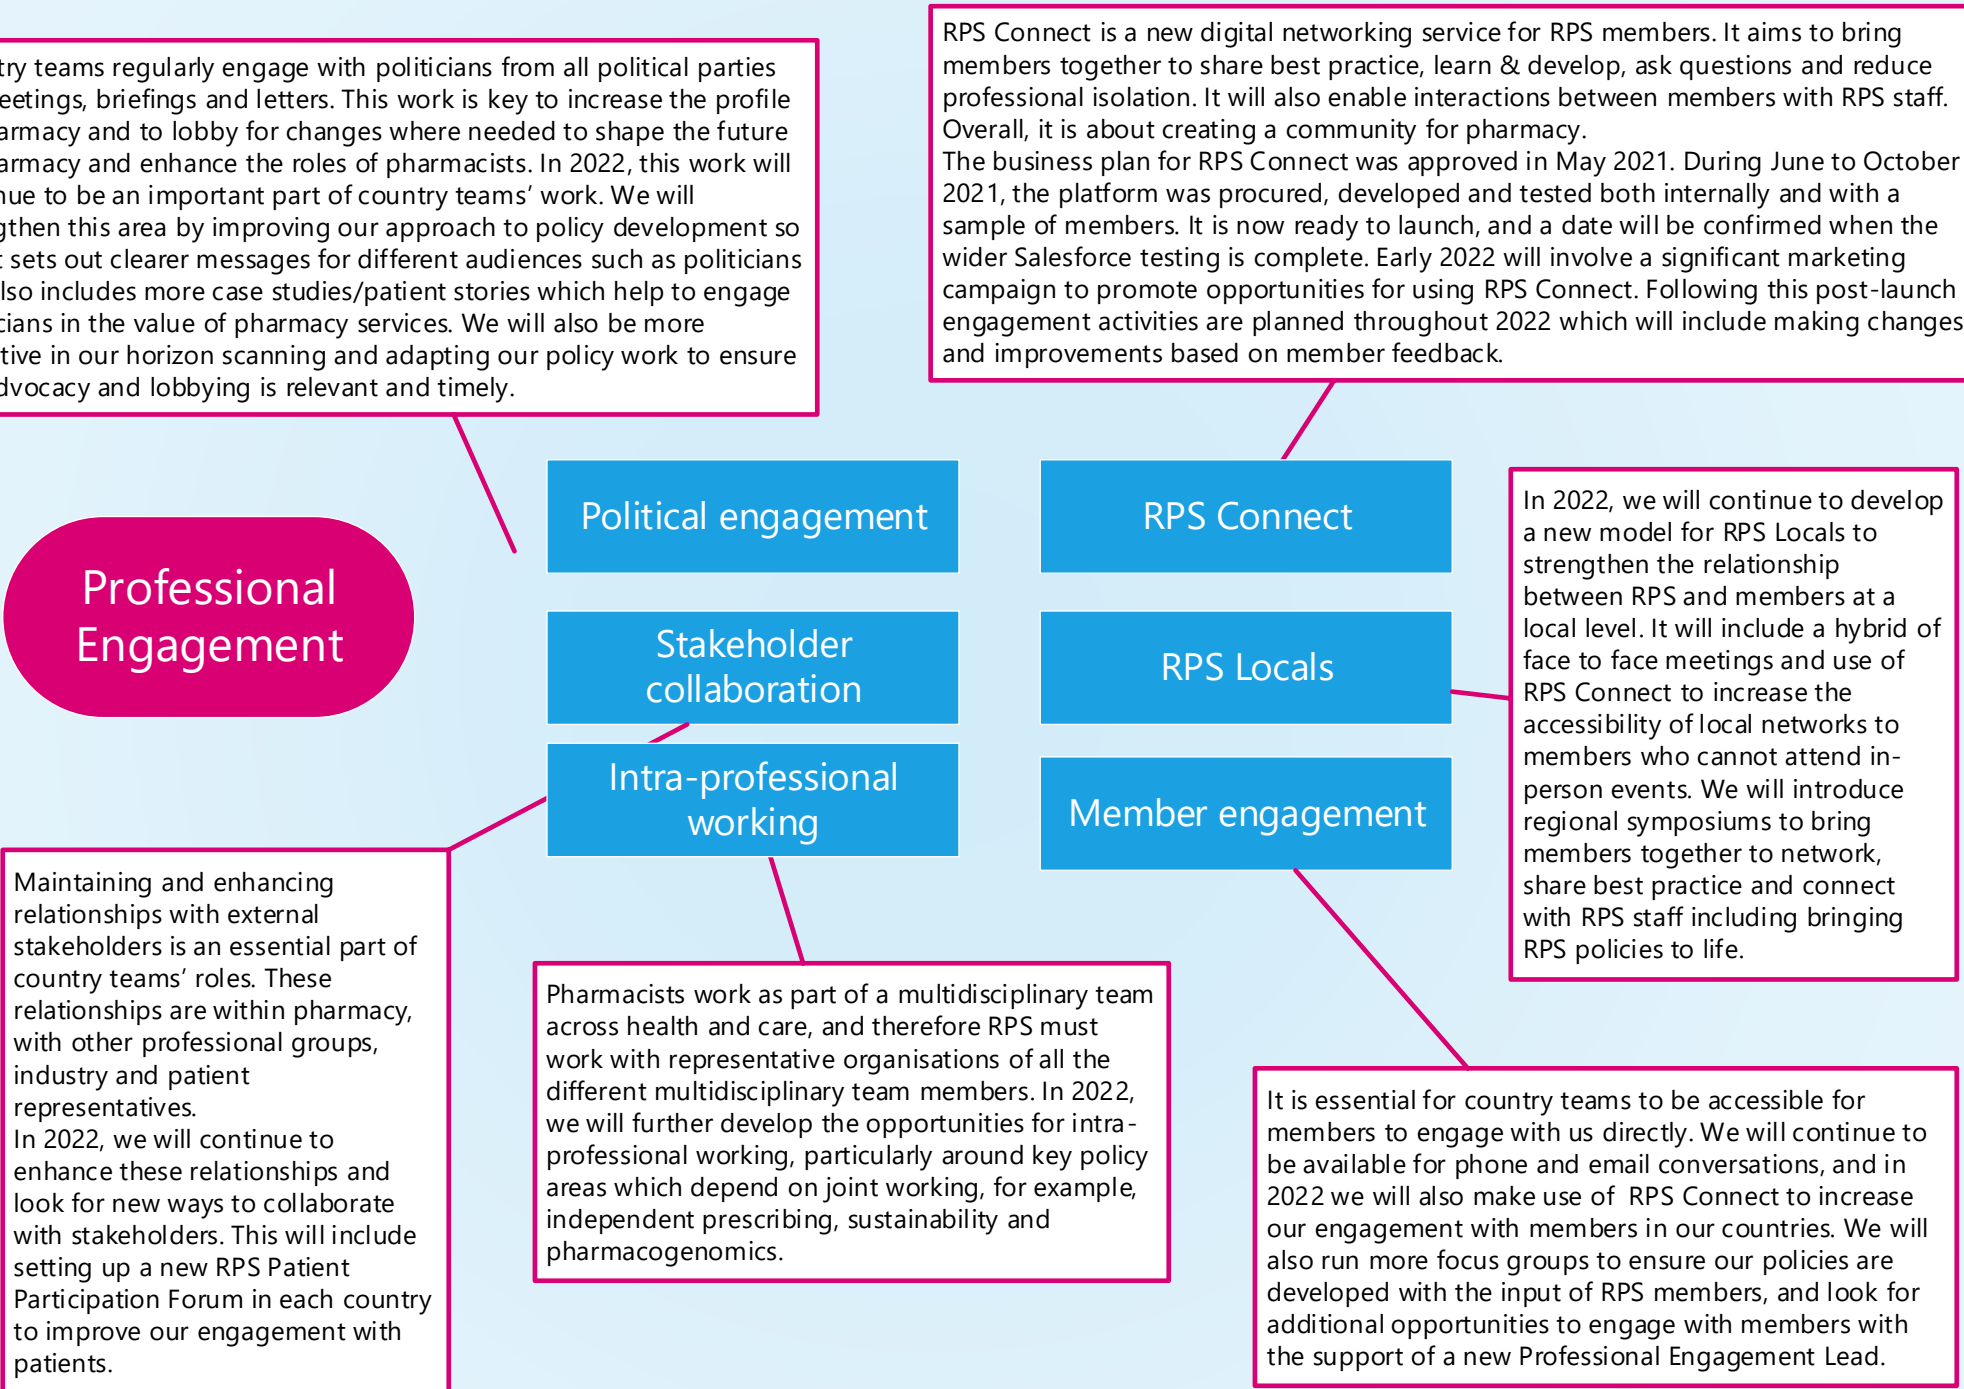 try teams regularly engage with politicians from all political parties
eetings, briefings and letters. This work is key to increase the profile
armacy and to lobby for changes where needed to shape the future
armacy and enhance the roles of pharmacists. In 2022, this work will
nue to be an important part of country teams' work. We will
gthen this area by improving our approach to policy development so
t sets out clearer messages for different audiences such as politicians
lso includes more case studies/patient stories which help to engage
cians in the value of pharmacy services. We will also be more
tive in our horizon scanning and adapting our policy work to ensure
dvocacy and lobbying is relevant and timely.
RPS Connect is a new digital networking service for RPS members. It aims to bring
members together to share best practice, learn & develop, ask questions and reduce
professional isolation. It will also enable interactions between members with RPS staff.
Overall, it is about creating a community for pharmacy.
The business plan for RPS Connect was approved in May 2021. During June to October
2021, the platform was procured, developed and tested both internally and with a
sample of members. It is now ready to launch, and a date will be confirmed when the
wider Salesforce testing is complete. Early 2022 will involve a significant marketing
campaign to promote opportunities for using RPS Connect. Following this post-launch
engagement activities are planned throughout 2022 which will include making changes
and improvements based on member feedback.
Professional
Engagement
Political engagement
Stakeholder
collaboration
Intra-professional
working
RPS Connect
RPS Locals
Member engagement
In 2022, we will continue to develop
a new model for RPS Locals to
strengthen the relationship
between RPS and members at a
local level. It will include a hybrid of
face to face meetings and use of
RPS Connect to increase the
accessibility of local networks to
members who cannot attend in-
person events. We will introduce
regional symposiums to bring
members together to network,
share best practice and connect
with RPS staff including bringing
RPS policies to life.
Maintaining and enhancing
relationships with external
stakeholders is an essential part of
country teams' roles. These
relationships are within pharmacy,
with other professional groups,
industry and patient
representatives.
In 2022, we will continue to
enhance these relationships and
look for new ways to collaborate
with stakeholders. This will include
setting up a new RPS Patient
Participation Forum in each country
to improve our engagement with
patients.
Pharmacists work as part of a multidisciplinary team
across health and care, and therefore RPS must
work with representative organisations of all the
different multidisciplinary team members. In 2022,
we will further develop the opportunities for intra-
professional working, particularly around key policy
areas which depend on joint working, for example,
independent prescribing, sustainability and
pharmacogenomics.
It is essential for country teams to be accessible for
members to engage with us directly. We will continue to
be available for phone and email conversations, and in
2022 we will also make use of  RPS Connect to increase
our engagement with members in our countries. We will
also run more focus groups to ensure our policies are
developed with the input of RPS members, and look for
additional opportunities to engage with members with
the support of a new Professional Engagement Lead.